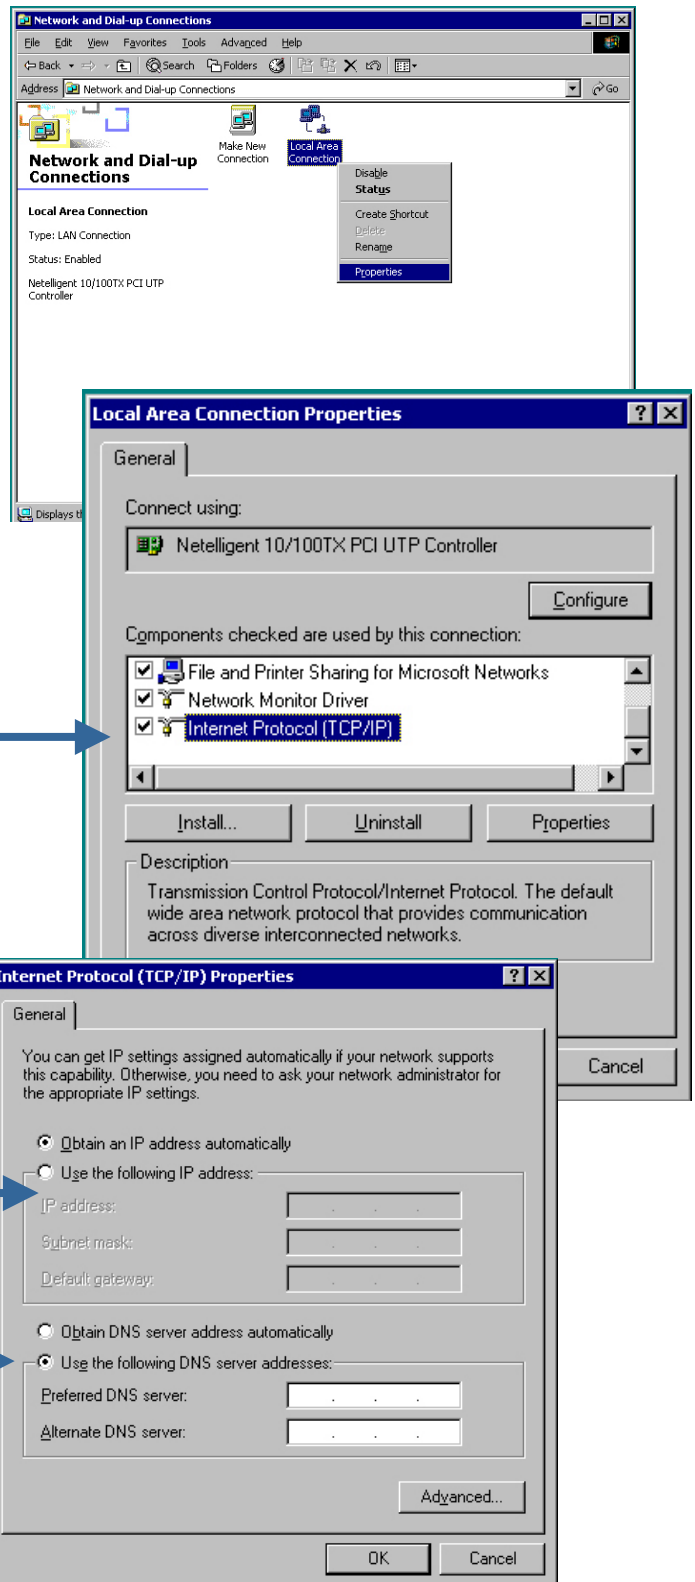 Network and Dial-up Connections
File Edit View Favorites Tools Advanced Help
Back Search Folders
Address Network and Dial-up Connections Go
Make New Connection
Local Area Connection
Network and Dial-up
Connections
Local Area Connection
Type: LAN Connection
Status: Enabled
Netelligent 10/100TX PCI UTP
Controller
Disable
Status
Create Shortcut
Delete
Rename
Properties
Displays th
Local Area Connection Properties
General
Connect using:
Netelligent 10/100TX PCI UTP Controller
Configure
Components checked are used by this connection:
File and Printer Sharing for Microsoft Networks
Network Monitor Driver
Internet Protocol (TCP/IP)
Install... Uninstall Properties
Description
Transmission Control Protocol/Internet Protocol. The default
wide area network protocol that provides communication
across diverse interconnected networks.
Cancel
Internet Protocol (TCP/IP) Properties
General
You can get IP settings assigned automatically if your network supports
this capability. Otherwise, you need to ask your network administrator for
the appropriate IP settings.
Obtain an IP address automatically
Use the following IP address:
IP address:
Subnet mask:
Default gateway:
Obtain DNS server address automatically
Use the following DNS server addresses:
Preferred DNS server:
Alternate DNS server:
Advanced...
OK Cancel